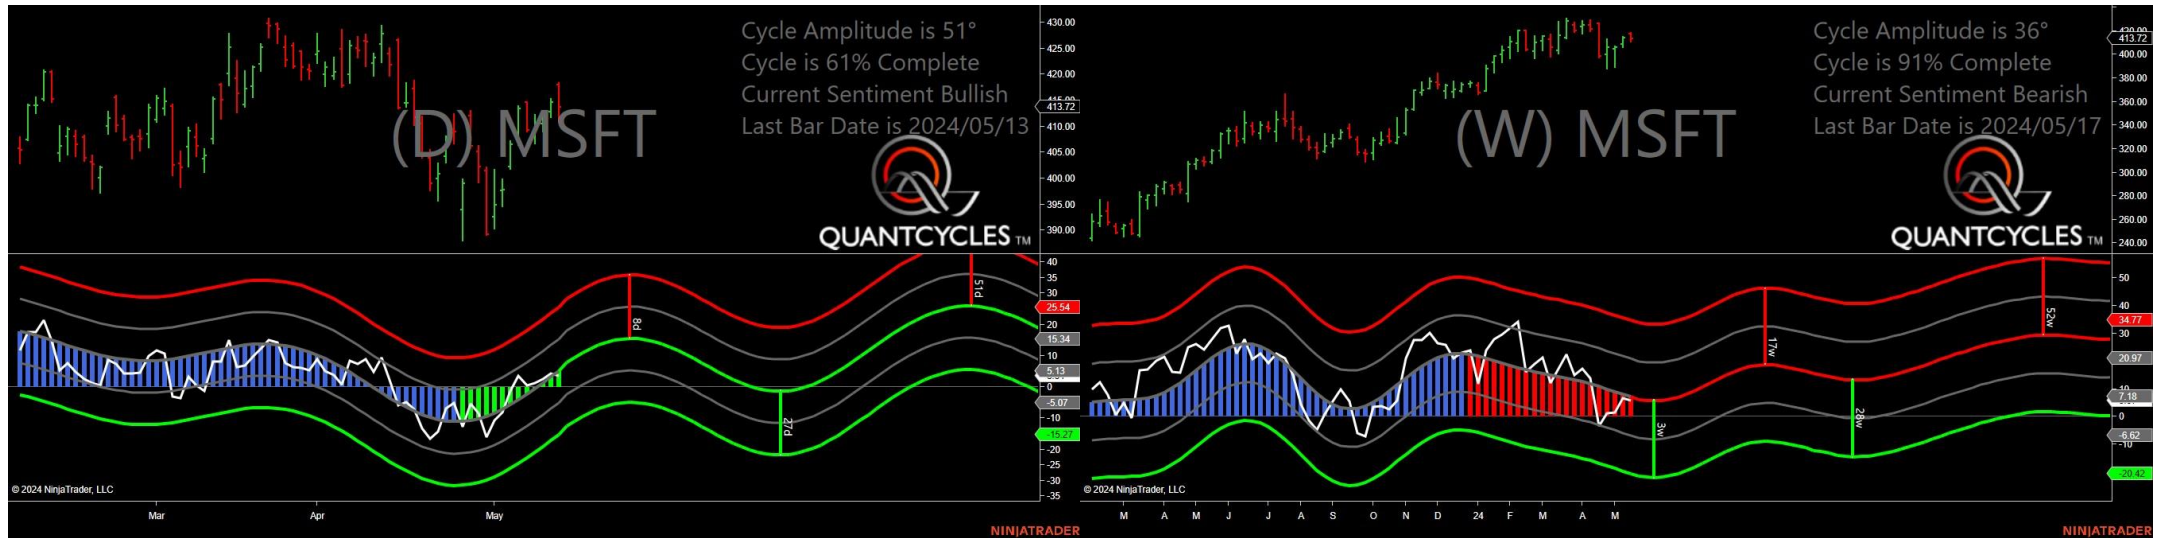 Cycle Amplitude is 51°
Cycle is 61% Complete
Current Sentiment Bullish
Last Bar Date is 2024/05/13
(D) MSFT
QUANTCYCLES TM
430.00
425.00
420.00
413.72
410.00
405.00
400.00
395.00
390.00
40
35
30
25.54
20
15.34
10
5.13
0
-5.07
-10
-15.27
-20
-25
-30
-35
8d
27d
51d
© 2024 NinjaTrader, LLC
Mar
Apr
May
NINJATRADER
Cycle Amplitude is 36°
Cycle is 91% Complete
Current Sentiment Bearish
Last Bar Date is 2024/05/17
(W) MSFT
QUANTCYCLES TM
420.00
413.72
400.00
380.00
360.00
340.00
320.00
300.00
280.00
260.00
240.00
50
40
34.77
30
20.97
10
7.18
0
-6.62
-10
-20.42
3w
17w
28w
52w
© 2024 NinjaTrader, LLC
M A M J J A S O N D 24 F M A M
NINJATRADER